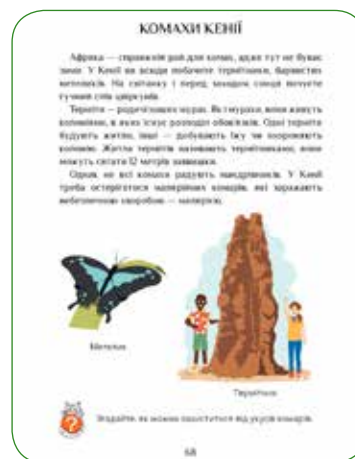 КОМАХИ КЕНІЇ
Африка — справжній рай для комах, адже тут не буває
зими. У Кенії ви всюди побачите термітники, барвистих
метеликів. На світанку і перед заходом сонця почуєте
гучний спів цвіркунів.
Терміти — родичі наших мурах. Як і мурахи, вони живуть
колоніями, в яких існує розподіл обов'язків. Одні терміти
будують житло, інші — добувають їжу чи охороняють
колонію. Житла термітів називають термітниками, вони
можуть сягати 12 метрів заввишки.
Однак не всі комахи радують мандрівників. У Кенії
треба остерігатися малярійних комарів, які заражають
небезпечною хворобою — малярією.
Метелик
Термітник
Згадайте, як можна захиститися від укусів комарів.
68